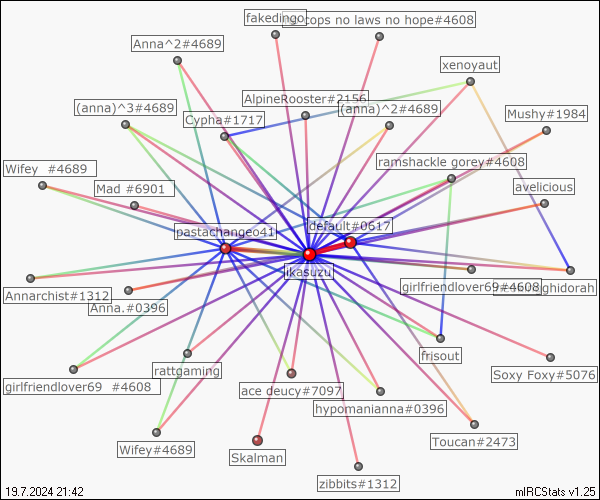 fakedingo
no cops no laws no hope#4608
Anna^2#4689
xenoyaut
AlpineRooster#2156
(anna)^3#4689
(anna)^2#4689
Mushy#1984
Cypha#1717
ramshackle gorey#4608
Wifey #4689
Mad #6901
avelicious
default#0617
pastachangeo41
likasuzu
girlfriendlover69#4608
ghidorah
Annarchist#1312
Anna.#0396
frisout
rattgaming
Soxy Foxy#5076
girlfriendlover69 #4608
ace deucy#7097
hypomanianna#0396
Toucan#2473
Wifey#4689
Skalman
zibbits#1312
19.7.2024 21:42
mIRCStats v1.25